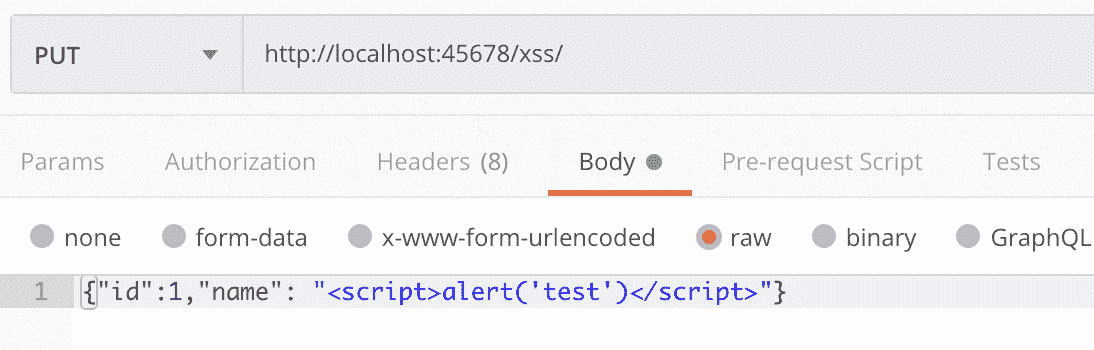 PUT http://localhost:45678/xss/
Params Authorization Headers (8) Body Pre-request Script Tests
none form-data x-www-form-urlencoded raw binary GraphQL
1 {"id":1,"name": "<script>alert('test')</script>"}